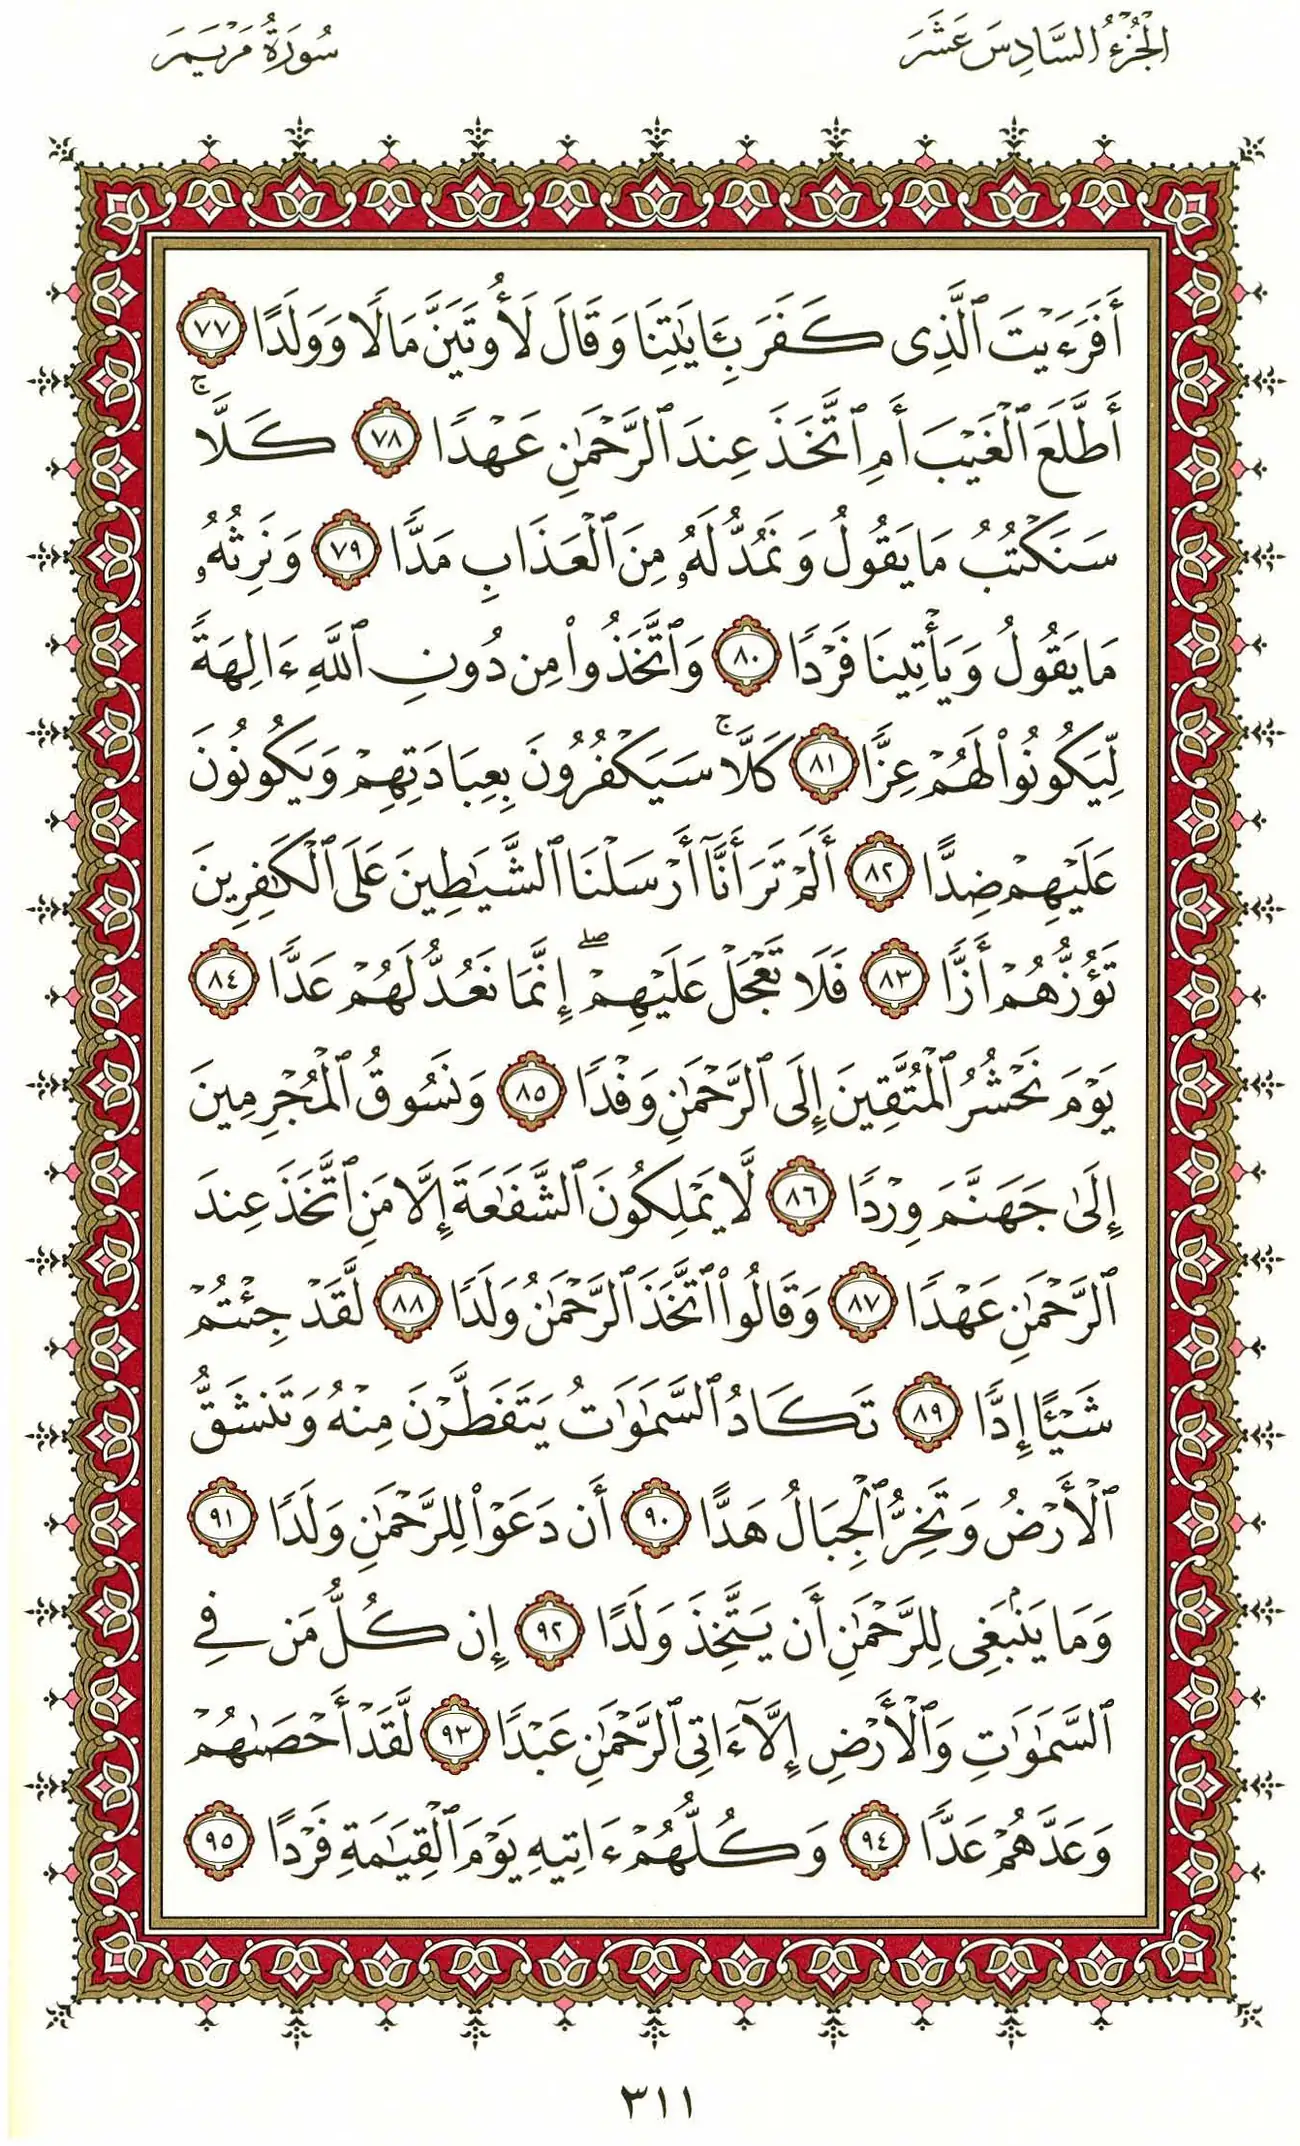 الجزء السادس عشر
سورة مريم
أَفَرَءَيْتَ ٱلَّذِى كَفَرَ بِـَٔايَـٰتِنَا وَقَالَ لَأُوتَيَنَّ مَالًا وَوَلَدًا ٧٧
أَطَّلَعَ ٱلْغَيْبَ أَمِ ٱتَّخَذَ عِندَ ٱلرَّحْمَـٰنِ عَهْدًا ٧٨ كَلَّا ۚ
سَنَكْتُبُ مَا يَقُولُ وَنَمُدُّ لَهُۥ مِنَ ٱلْعَذَابِ مَدًّا ٧٩ وَنَرِثُهُۥ
مَا يَقُولُ وَيَأْتِينَا فَرْدًا ٨٠ وَٱتَّخَذُوا۟ مِن دُونِ ٱللَّهِ ءَالِهَةً
لِّيَكُونُوا۟ لَهُمْ عِزًّا ٨١ كَلَّا ۚ سَيَكْفُرُونَ بِعِبَادَتِهِمْ وَيَكُونُونَ
عَلَيْهِمْ ضِدًّا ٨٢ أَلَمْ تَرَ أَنَّآ أَرْسَلْنَا ٱلشَّيَـٰطِينَ عَلَى ٱلْكَـٰفِرِينَ
تَؤُزُّهُمْ أَزًّا ٨٣ فَلَا تَعْجَلْ عَلَيْهِمْ ۖ إِنَّمَا نَعُدُّ لَهُمْ عَدًّا ٨٤
يَوْمَ نَحْشُرُ ٱلْمُتَّقِينَ إِلَى ٱلرَّحْمَـٰنِ وَفْدًا ٨٥ وَنَسُوقُ ٱلْمُجْرِمِينَ
إِلَىٰ جَهَنَّمَ وِرْدًا ٨٦ لَّا يَمْلِكُونَ ٱلشَّفَـٰعَةَ إِلَّا مَنِ ٱتَّخَذَ عِندَ
ٱلرَّحْمَـٰنِ عَهْدًا ٨٧ وَقَالُوا۟ ٱتَّخَذَ ٱلرَّحْمَـٰنُ وَلَدًا ٨٨ لَّقَدْ جِئْتُمْ
شَيْـًٔا إِدًّا ٨٩ تَكَادُ ٱلسَّمَـٰوَٰتُ يَتَفَطَّرْنَ مِنْهُ وَتَنشَقُّ
ٱلْأَرْضُ وَتَخِرُّ ٱلْجِبَالُ هَدًّا ٩٠ أَن دَعَوْا۟ لِلرَّحْمَـٰنِ وَلَدًا ٩١
وَمَا يَنۢبَغِى لِلرَّحْمَـٰنِ أَن يَتَّخِذَ وَلَدًا ٩٢ إِن كُلُّ مَن فِى
ٱلسَّمَـٰوَٰتِ وَٱلْأَرْضِ إِلَّآ ءَاتِى ٱلرَّحْمَـٰنِ عَبْدًا ٩٣ لَّقَدْ أَحْصَىٰهُمْ
وَعَدَّهُمْ عَدًّا ٩٤ وَكُلُّهُمْ ءَاتِيهِ يَوْمَ ٱلْقِيَـٰمَةِ فَرْدًا ٩٥
٣١١